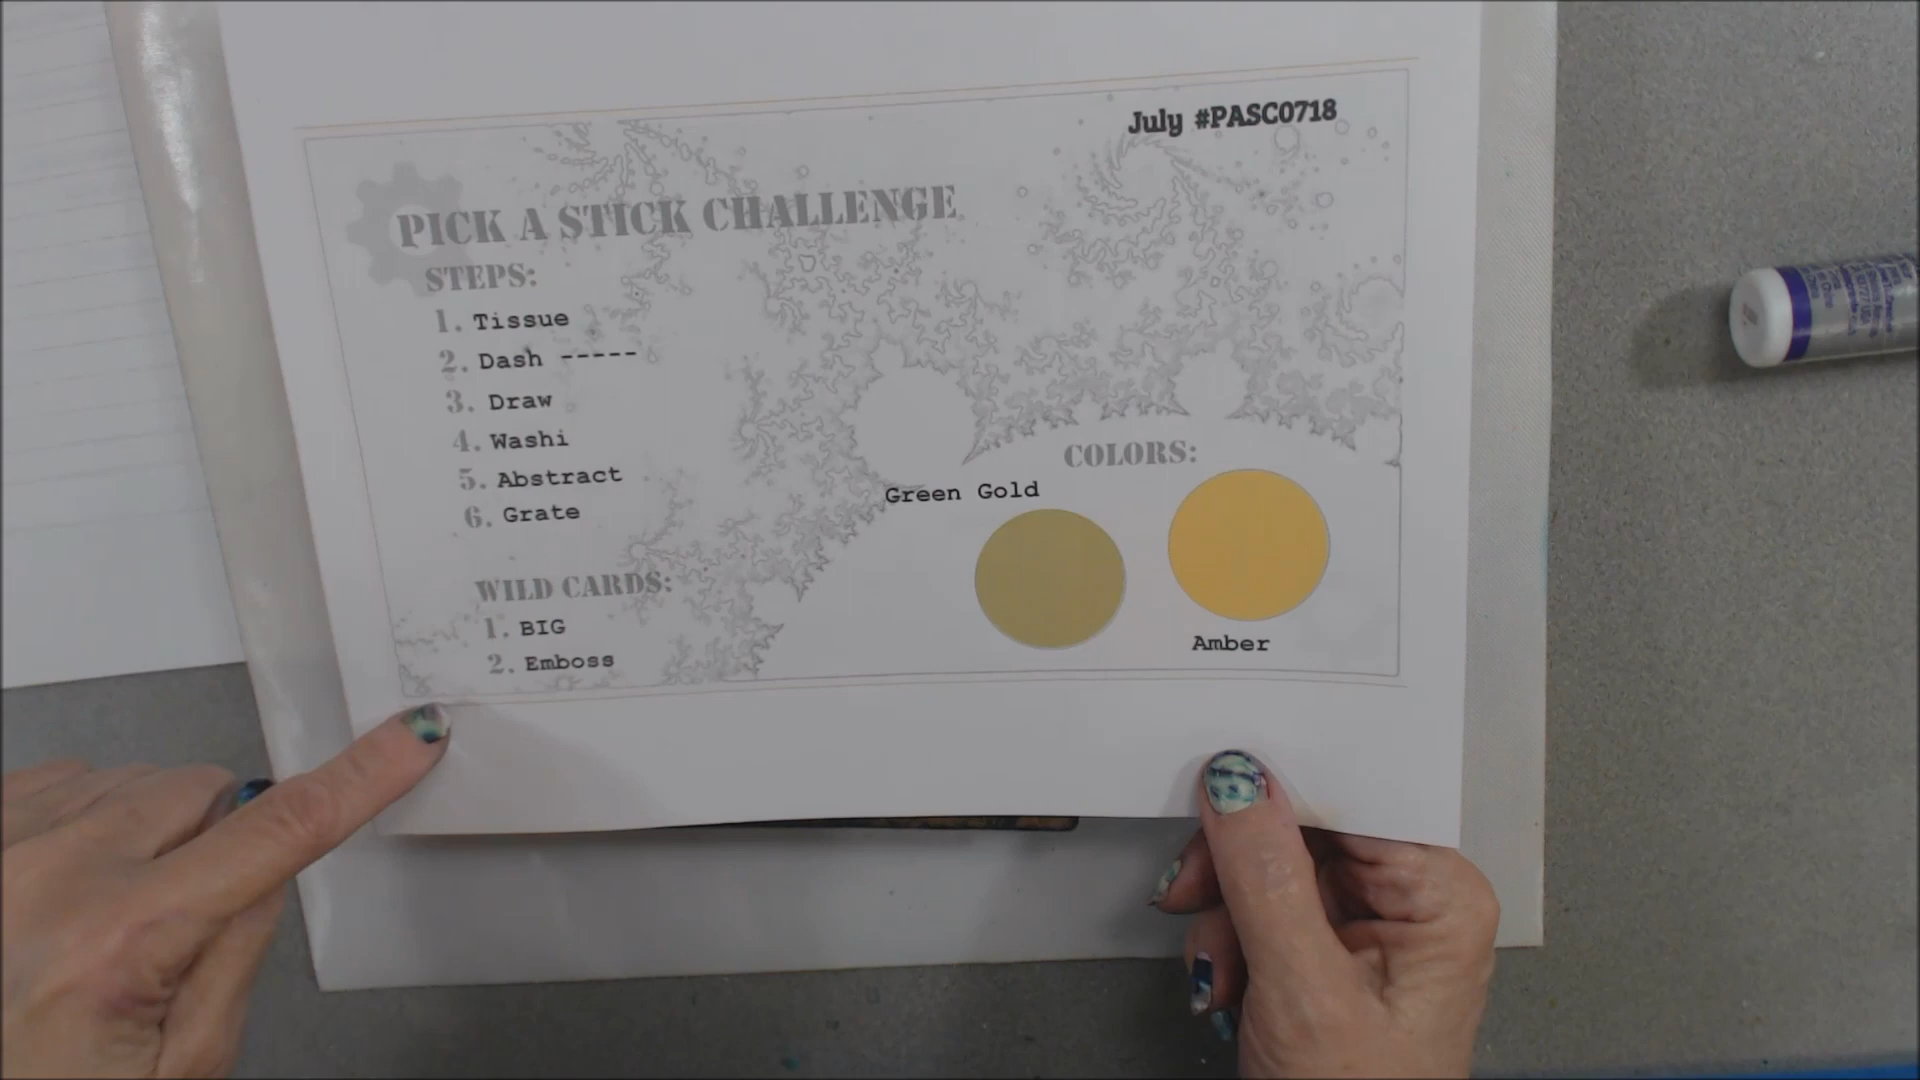 July #PASC0718
PICK A STICK CHALLENGE
STEPS:
1. Tissue
2. Dash -----
3. Draw
4. Washi
5. Abstract
6. Grate
WILD CARDS:
1. BIG
2. Emboss
COLORS:
Green Gold
Amber